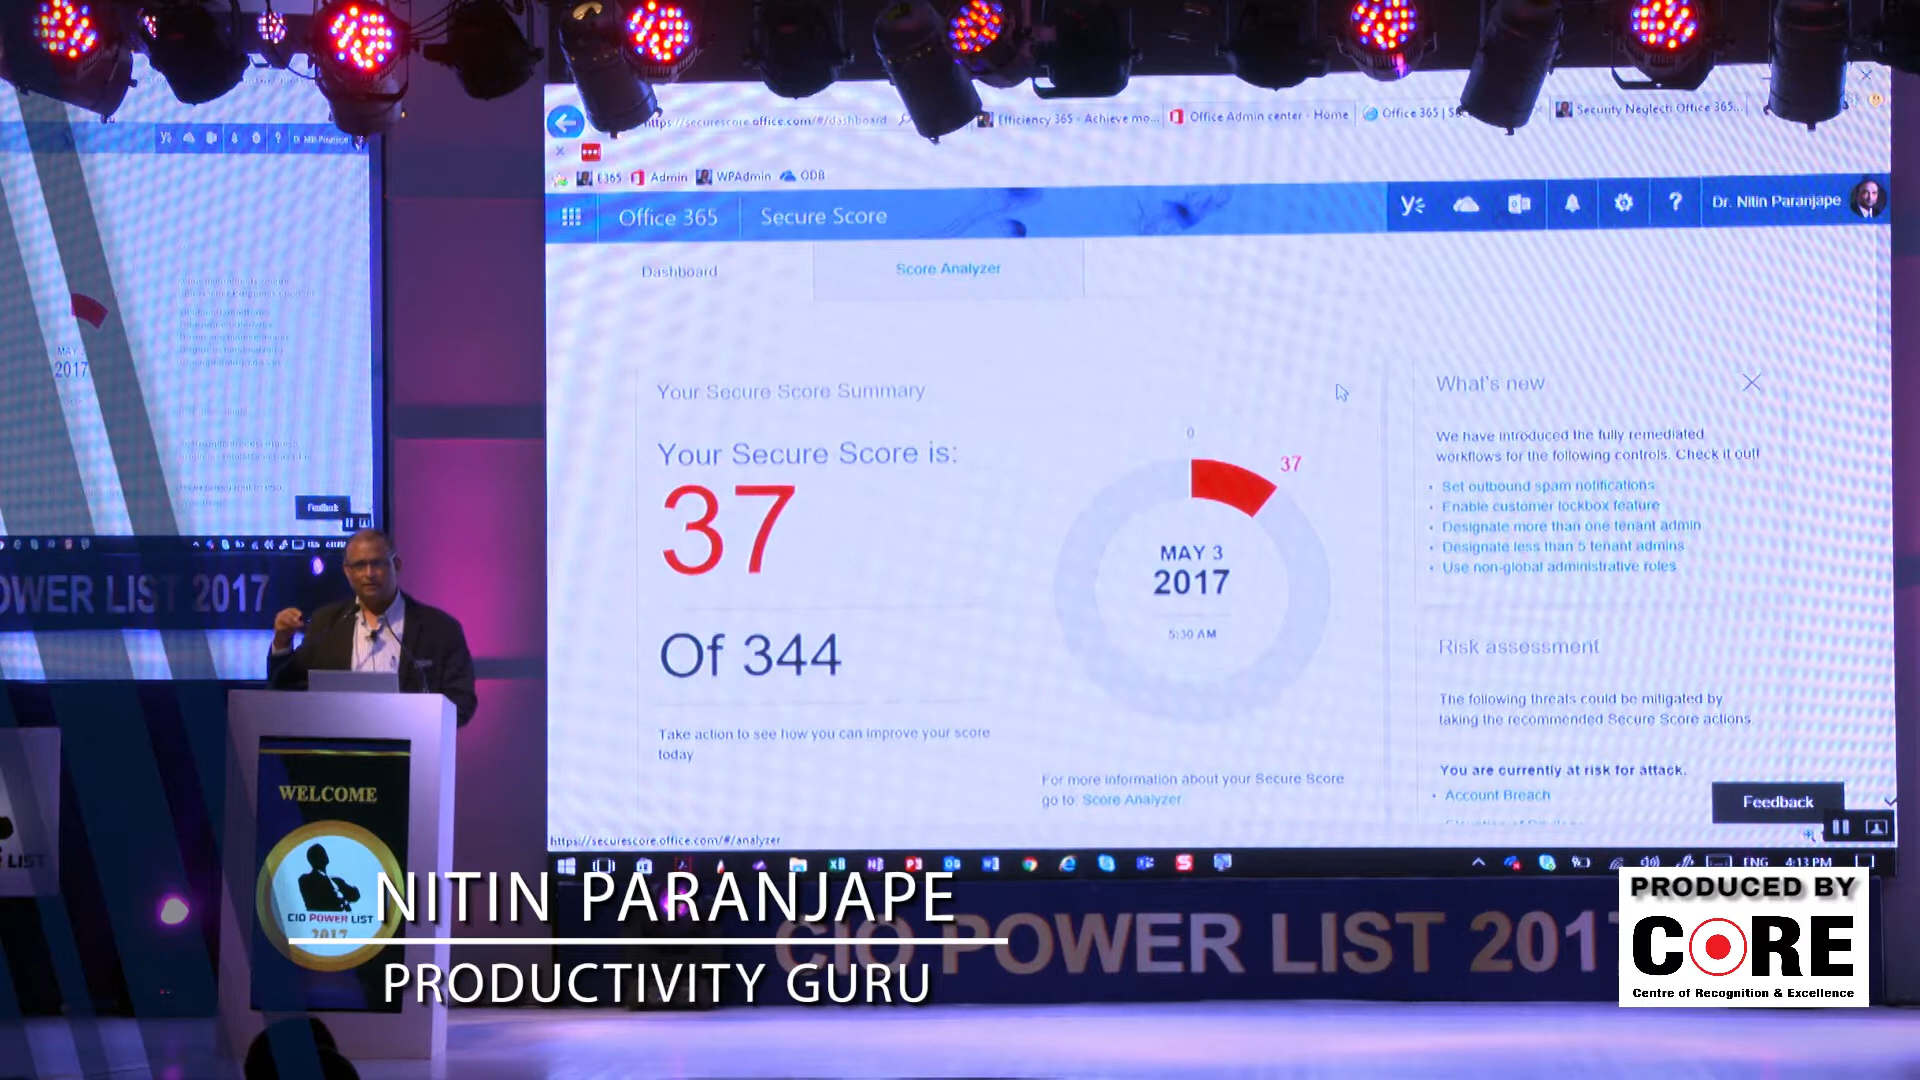 https://securescore.office.com/#/dashboard
Efficiency 365 - Achieve mo...
Office Admin center - Home
Office 365 | S
Security Neglect: Office 365...
E365
Admin
WPAdmin
ODB
Office 365
Secure Score
Dr. Nitin Paranjape
Dashboard
Score Analyzer
Your Secure Score Summary
Your Secure Score is:
37
Of 344
Take action to see how you can improve your score
today
0
37
MAY 3
2017
5:30 AM
For more information about your Secure Score
go to: Score Analyzer
What's new
We have introduced the fully remediated
workflows for the following controls. Check it out!
Set outbound spam notifications
Enable customer lockbox feature
Designate more than one tenant admin
Designate less than 5 tenant admins
Use non-global administrative roles
Risk assessment
The following threats could be mitigated by
taking the recommended Secure Score actions.
You are currently at risk for attack.
Account Breach
Feedback
https://securescore.office.com/#/analyzer
ENG
4:13 PM
MAY
2017
Feedback
OWER LIST 2017
WELCOME
CIO POWER LIST
2017
LIST
CIO POWER LIST 2017
NITIN PARANJAPE
PRODUCTIVITY GURU
PRODUCED BY
CORE
Centre of Recognition & Excellence